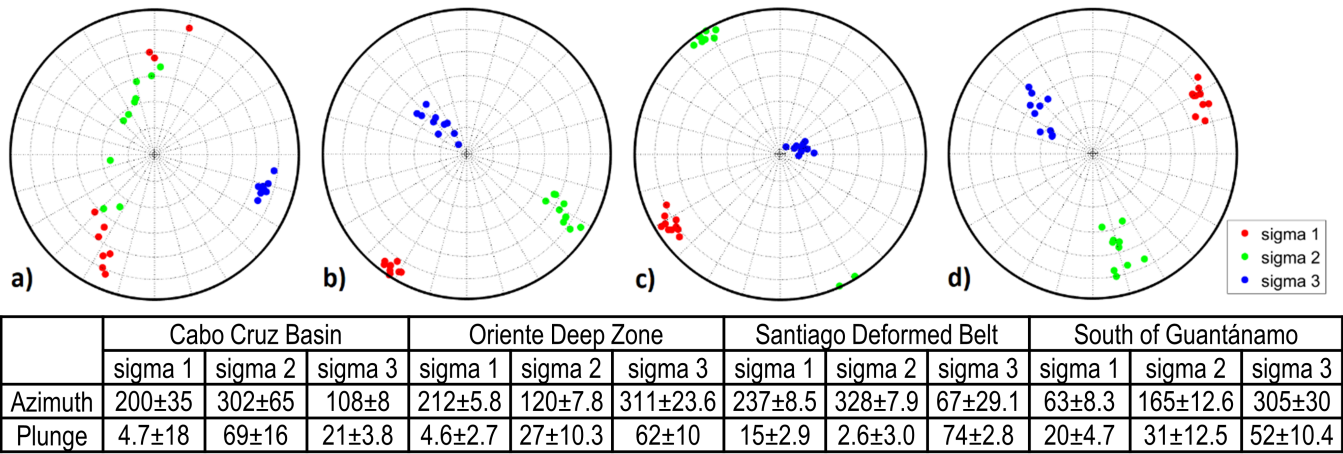 a)
b)
c)
d)
sigma 1
sigma 2
sigma 3
Cabo Cruz Basin Oriente Deep Zone Santiago Deformed Belt South of Guantánamo
sigma 1 sigma 2 sigma 3 sigma 1 sigma 2 sigma 3 sigma 1 sigma 2 sigma 3 sigma 1 sigma 2 sigma 3
Azimuth 200±35 302±65 108±8 212±5.8 120±7.8 311±23.6 237±8.5 328±7.9 67±29.1 63±8.3 165±12.6 305±30
Plunge 4.7±18 69±16 21±3.8 4.6±2.7 27±10.3 62±10 15±2.9 2.6±3.0 74±2.8 20±4.7 31±12.5 52±10.4